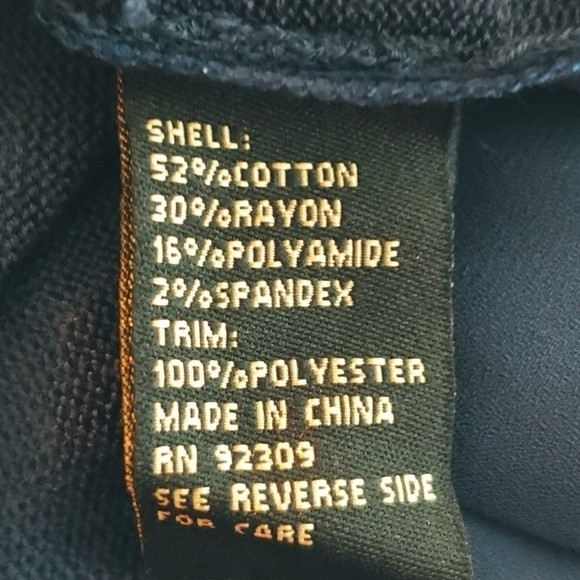 SHELL:
52%COTTON
30%RAYON
16%POLYAMIDE
2%SPANDEX
TRIM:
100%POLYESTER
MADE IN CHINA
RN 92309
SEE REVERSE SIDE
FOR CARE